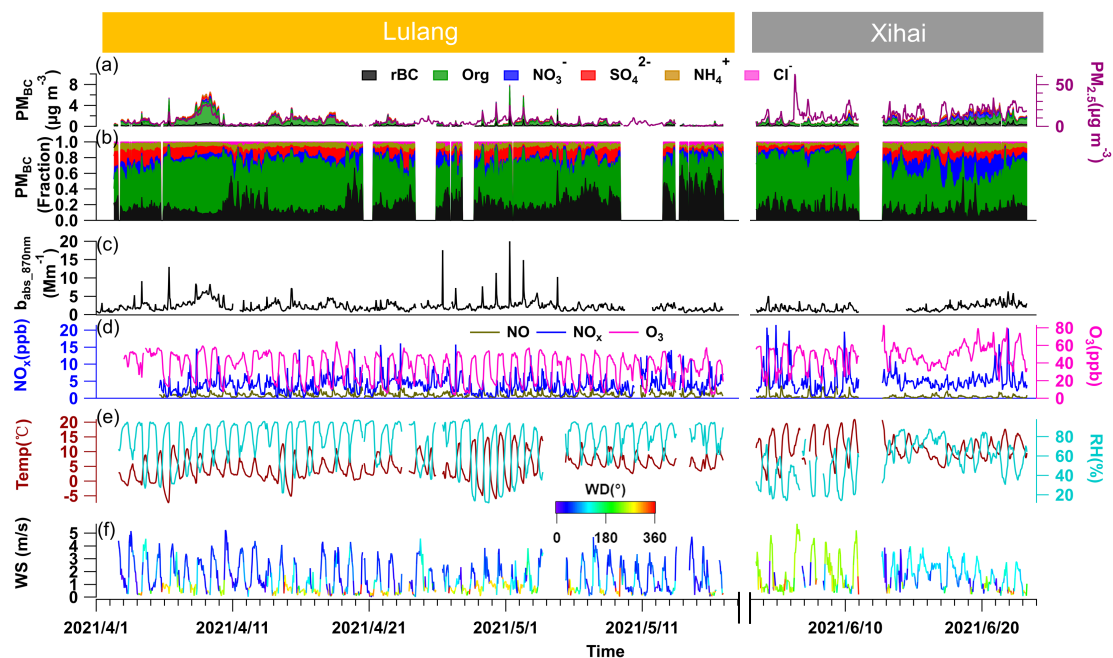 Lulang Xihai
(a)
rBC Org NO3- SO42- NH4+ Cl-
PMBC (µg m-3)
8
4
0
PM2.5(µg m-3)
50
0
(b)
PMBC (Fraction)
1.0
0.8
0.6
0.4
0.2
0.0
(c)
babs_870nm (Mm-1)
20
15
10
5
0
(d)
NO NOx O3
NOx(ppb)
20
15
10
5
0
O3(ppb)
80
60
40
20
0
(e)
Temp(℃)
20
15
10
5
0
-5
RH(%)
80
60
40
20
WD(°)
0 180 360
(f)
WS (m/s)
5
4
3
2
1
0
2021/4/1 2021/4/11 2021/4/21 2021/5/1 2021/5/11 2021/6/10 2021/6/20
Time